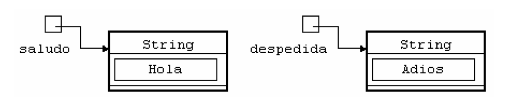 saludo
String
Hola
despedida
String
Adios